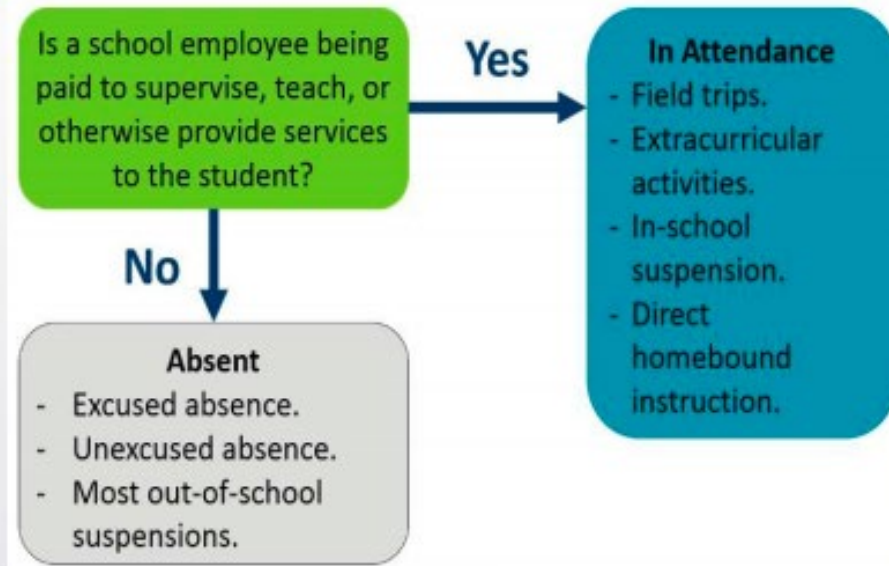 Is a school employee being
paid to supervise, teach, or
otherwise provide services
to the student?
Yes
In Attendance
- Field trips.
- Extracurricular
activities.
- In-school
suspension.
- Direct
homebound
instruction.
No
Absent
- Excused absence.
- Unexcused absence.
- Most out-of-school
suspensions.